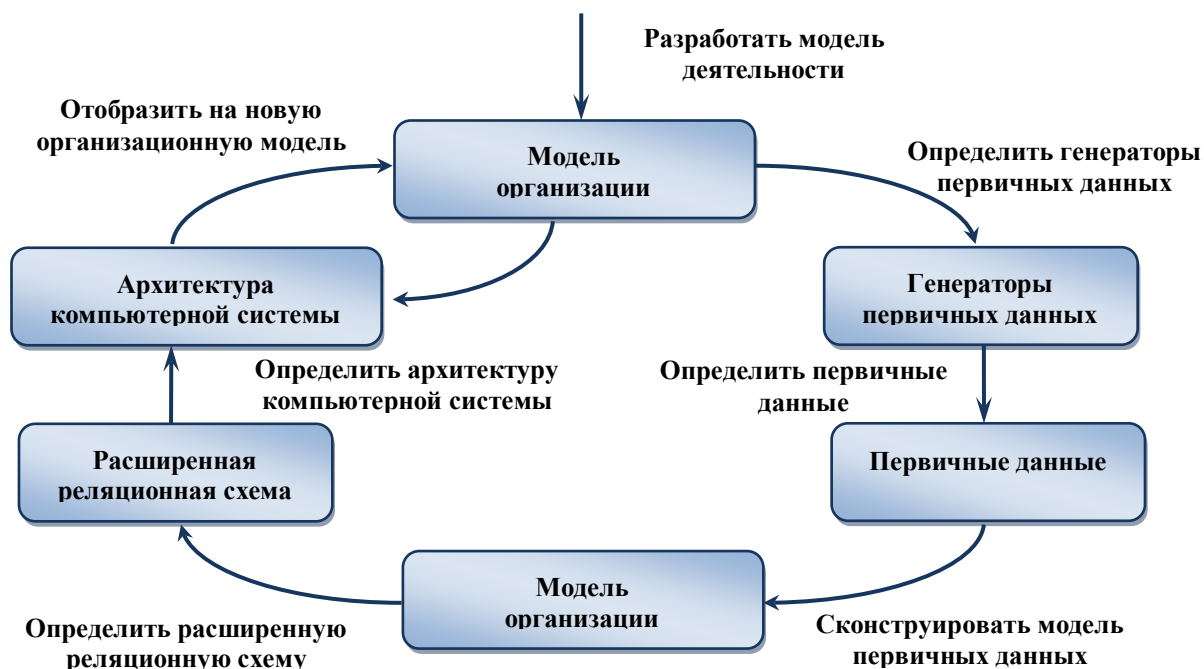 Разработать модель
деятельности
Отобразить на новую
организационную модель
Модель
организации
Определить генераторы
первичных данных
Архитектура
компьютерной системы
Генераторы
первичных данных
Определить архитектуру
компьютерной системы
Определить первичные
данные
Расширенная
реляционная схема
Первичные данные
Модель
организации
Определить расширенную
реляционную схему
Сконструировать модель
первичных данных